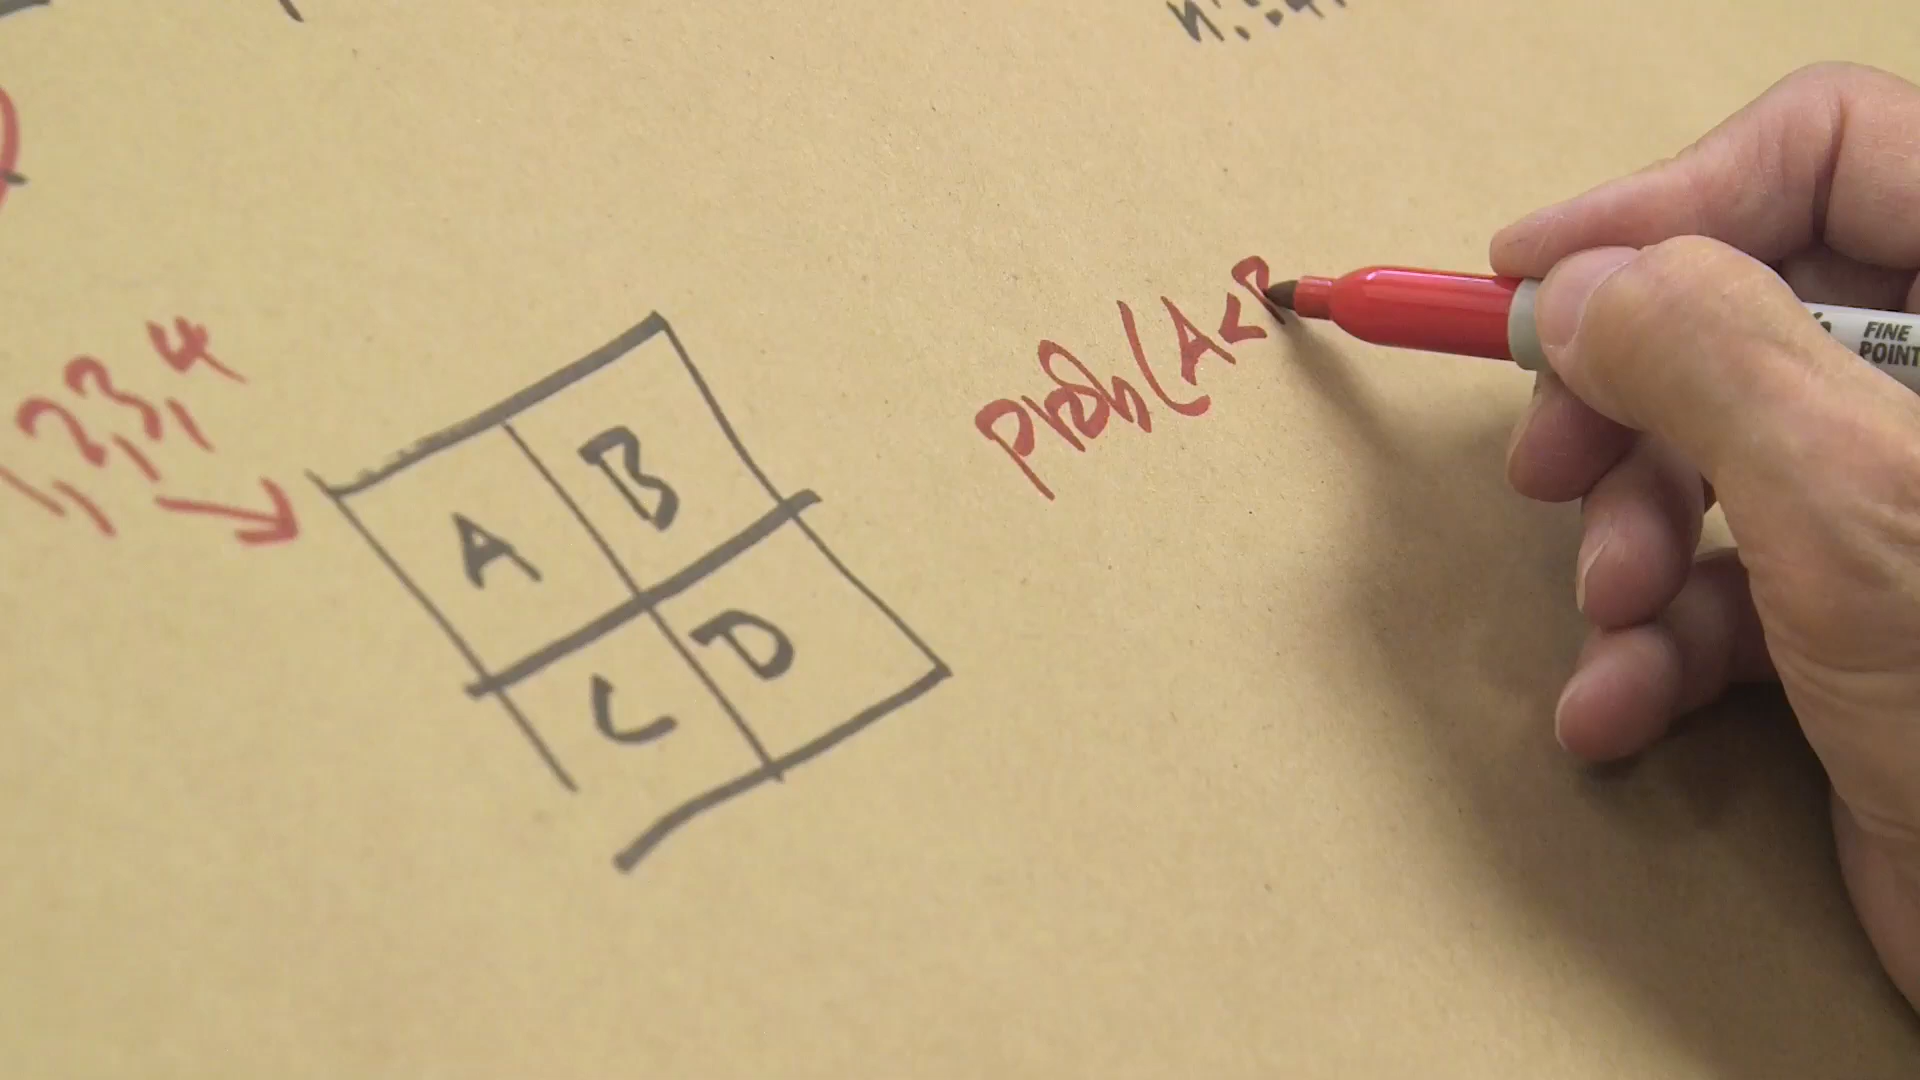 1, 2, 3, 4
A B
C D
prob(A<B
FINE
POINT